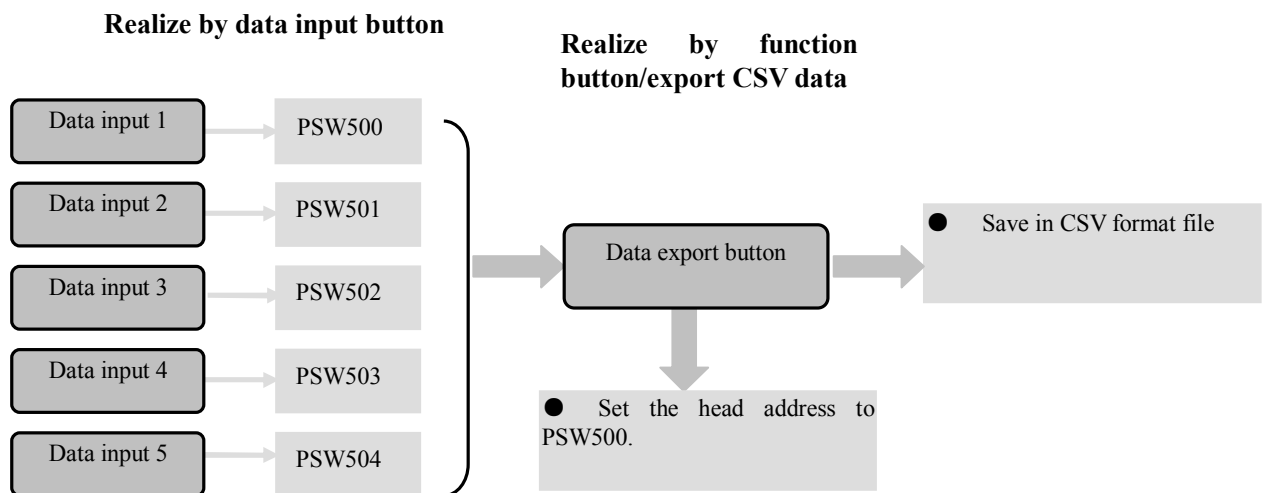 Realize by data input button
Realize by function
button/export CSV data
Data input 1
PSW500
Data input 2
PSW501
Data input 3
PSW502
Data input 4
PSW503
Data input 5
PSW504
Data export button
● Save in CSV format file
● Set the head address to
PSW500.